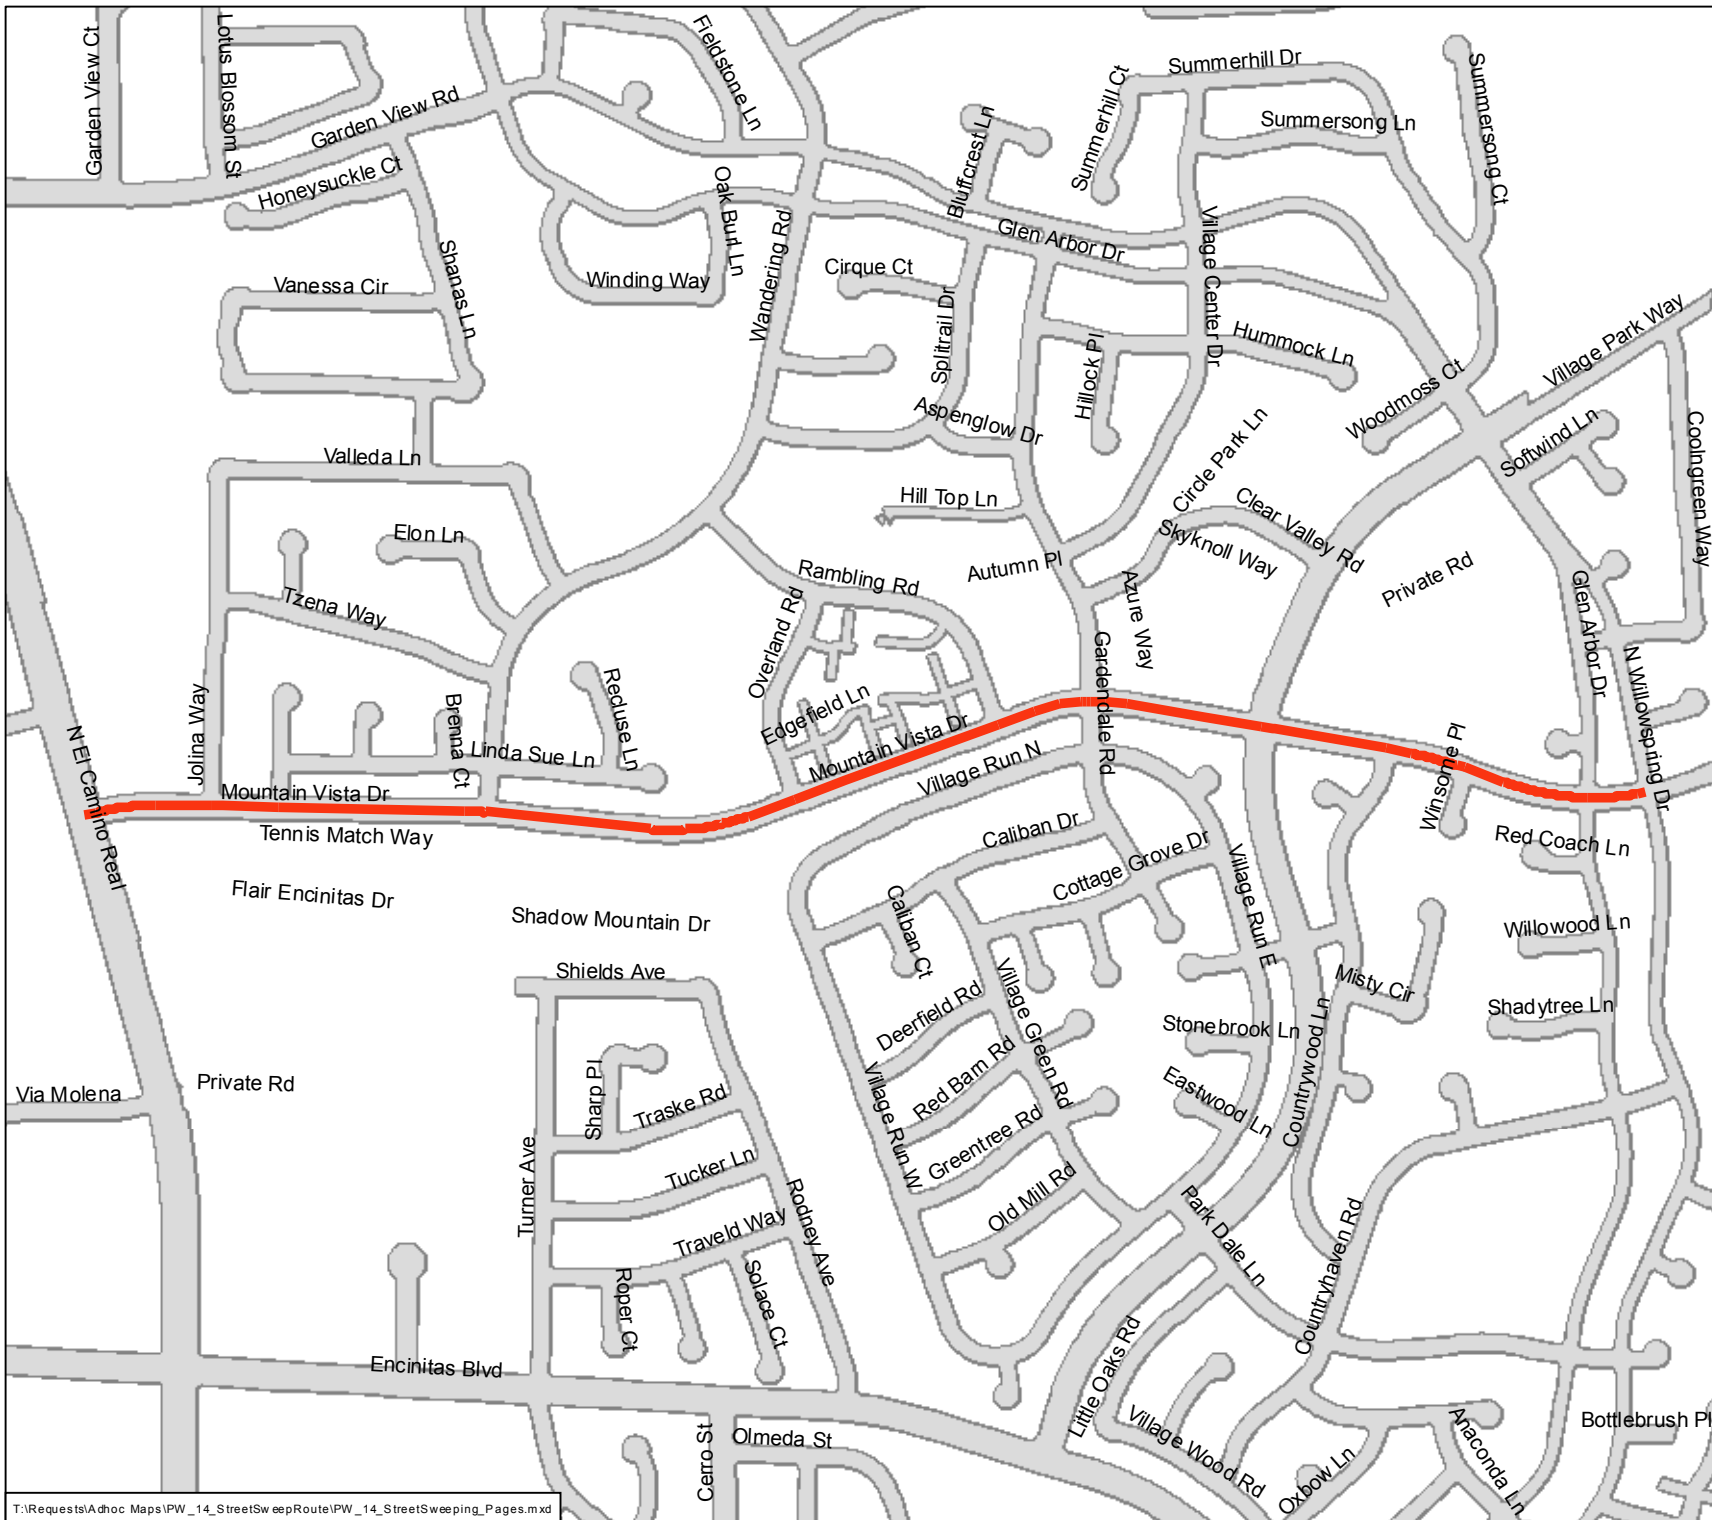 Garden View Ct
Lotus Blossom St
Fieldstone Ln
Garden View Rd
Honeysuckle Ct
Summerhill Dr
Summerhill Ct
Summersong Ln
Summersong Ct
Bluffcrest Ln
Oak Burl Ln
Wandering Rd
Glen Arbor Dr
Village Center Dr
Shanas Ln
Vanessa Cir
Winding Way
Cirque Ct
Splitrail Dr
Hillock Pl
Hummock Ln
Village Park Way
Woodmoss Ct
Softwind Ln
Coolngreen Way
Aspenglow Dr
Circle Park Ln
Valleda Ln
Hill Top Ln
Clear Valley Rd
Skyknoll Way
Elon Ln
Autumn Pl
Azure Way
Private Rd
Tzena Way
Rambling Rd
Overland Rd
Glen Arbor Dr
N Willowspring Dr
Gardendale Rd
Jolina Way
Brenna Ct
Recluse Ln
Linda Sue Ln
Edgefield Ln
Mountain Vista Dr
Village Run N
Winsome Pl
N El Camino Real
Mountain Vista Dr
Tennis Match Way
Red Coach Ln
Caliban Dr
Cottage Grove Dr
Village Run E
Flair Encinitas Dr
Shadow Mountain Dr
Caliban Ct
Willowood Ln
Shields Ave
Village Green Rd
Misty Cir
Deerfield Rd
Shadytree Ln
Stonebrook Ln
Countrywood Ln
Private Rd
Via Molena
Sharp Pl
Traske Rd
Red Barn Rd
Eastwood Ln
Village Run W
Greentree Rd
Turner Ave
Tucker Ln
Rodney Ave
Old Mill Rd
Park Dale Ln
Traveld Way
Countryhaven Rd
Roper Ct
Solace Ct
Encinitas Blvd
Little Oaks Rd
Village Wood Rd
Anaconda Ln
Bottlebrush Pl
Cerro St
Olmeda St
Oxbow Ln
T:\Requests\Adhoc Maps\PW_14_StreetSweepRoute\PW_14_StreetSweeping_Pages.mxd